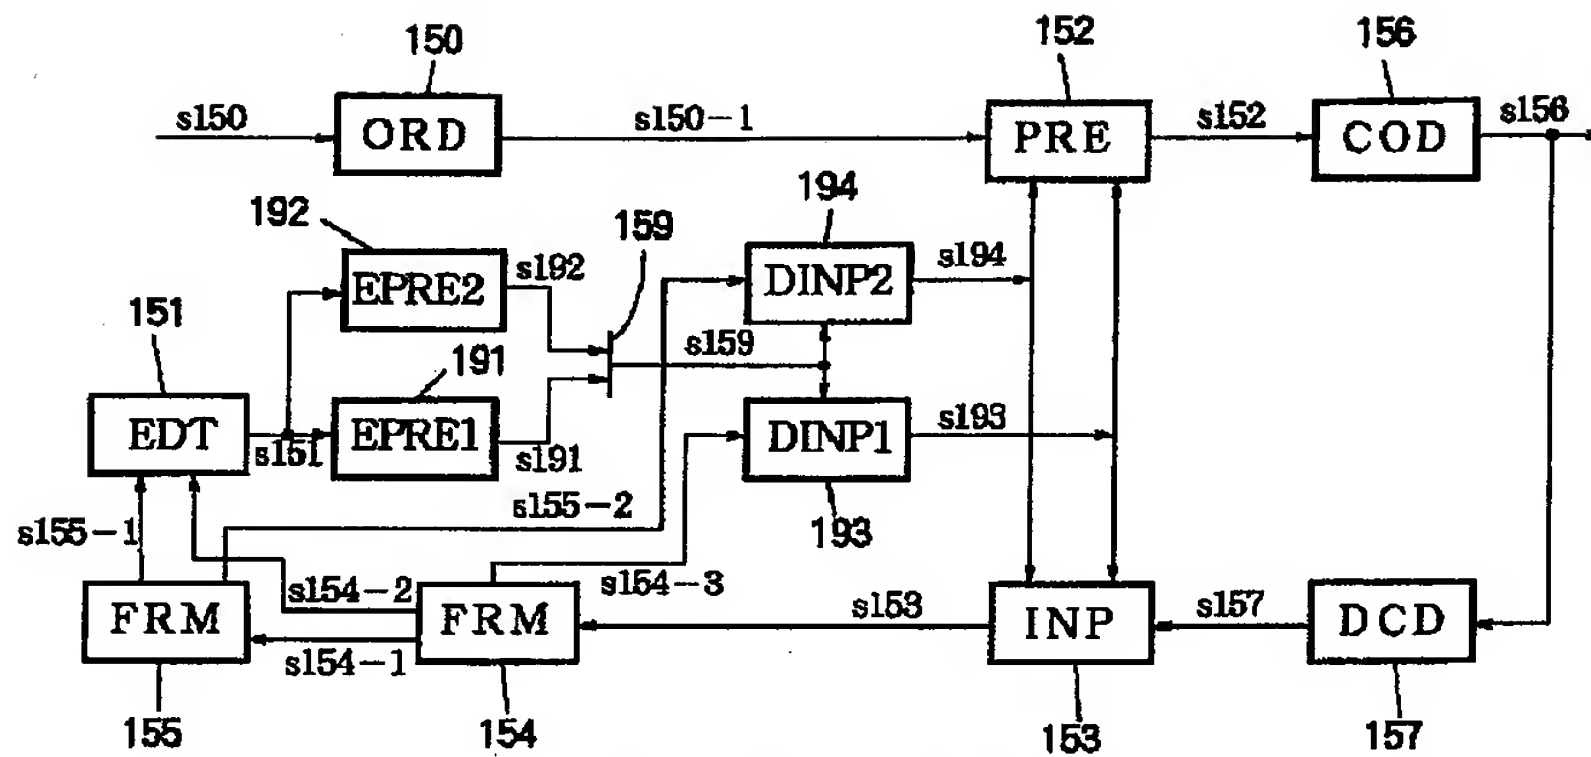 150
152
156
s150
ORD
s150-1
PRE
s152
COD
s156
192
194
159
EPRE2
s192
DINP2
s194
151
191
s159
EDT
s151
EPRE1
s191
DINP1
s193
s155-1
s155-2
193
FRM
s154-2
FRM
s154-3
s153
INP
s157
DCD
s154-1
155
154
153
157